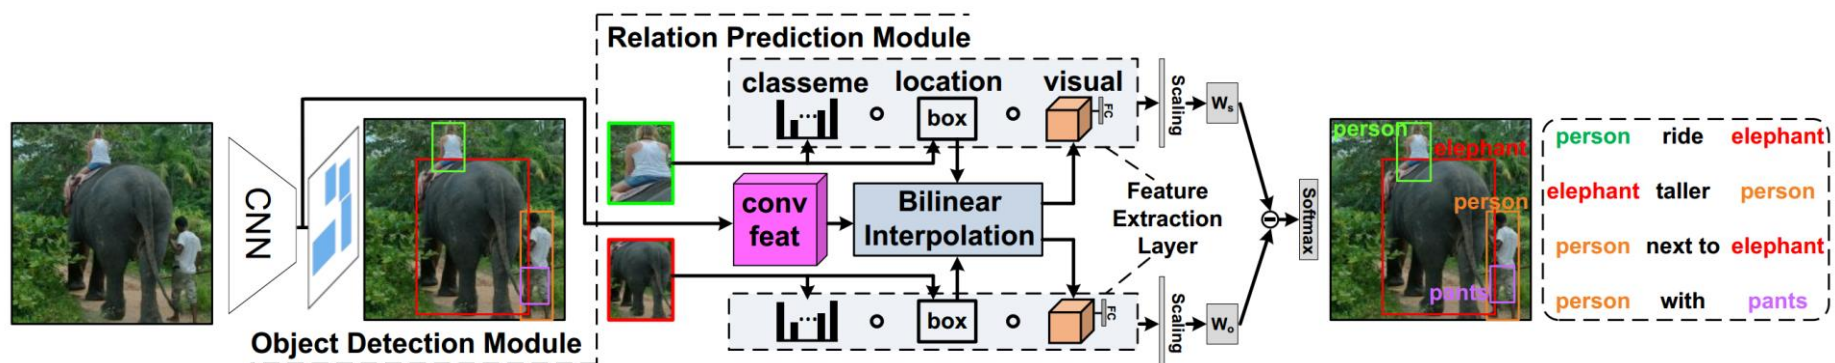 Relation Prediction Module
classeme location visual
box
FC
Scaling
Ws
CNN
conv
feat
Bilinear
Interpolation
Feature
Extraction
Layer
Softmax
box
FC
Scaling
Wo
Object Detection Module
person
elephant
person
pants
person ride elephant
elephant taller person
person next to elephant
person with pants